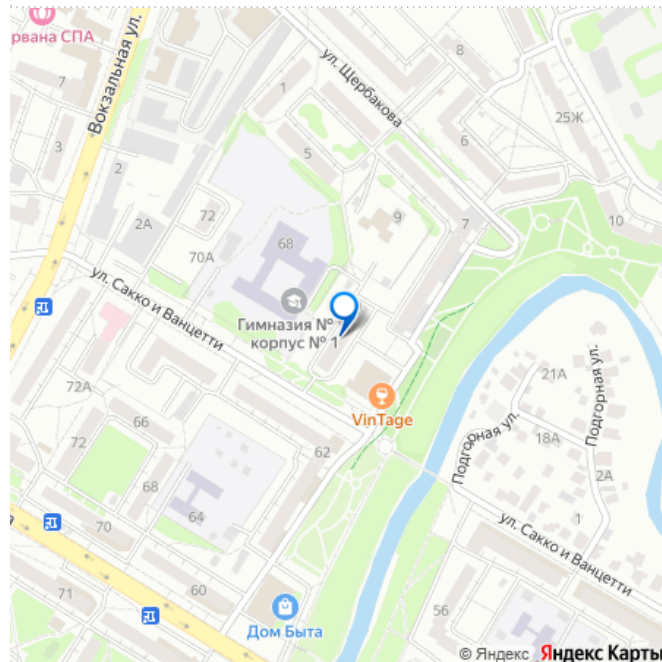 рвана СПА
7
Вокзальная ул.
ул. Щербакова
8
1
25Ж
3
5
6
2
9
7
10
72
2А
70А
68
ул. Сакко и Ванцетти
Гимназия №
корпус № 1
21А
Подгорная ул.
Подгорная ул.
72А
VinTage
18А
66
2А
72
62
68
1
64
ул. Сакко и Ванцетти
70
71
60
56
Дом Быта
© Яндекс Яндекс Карты